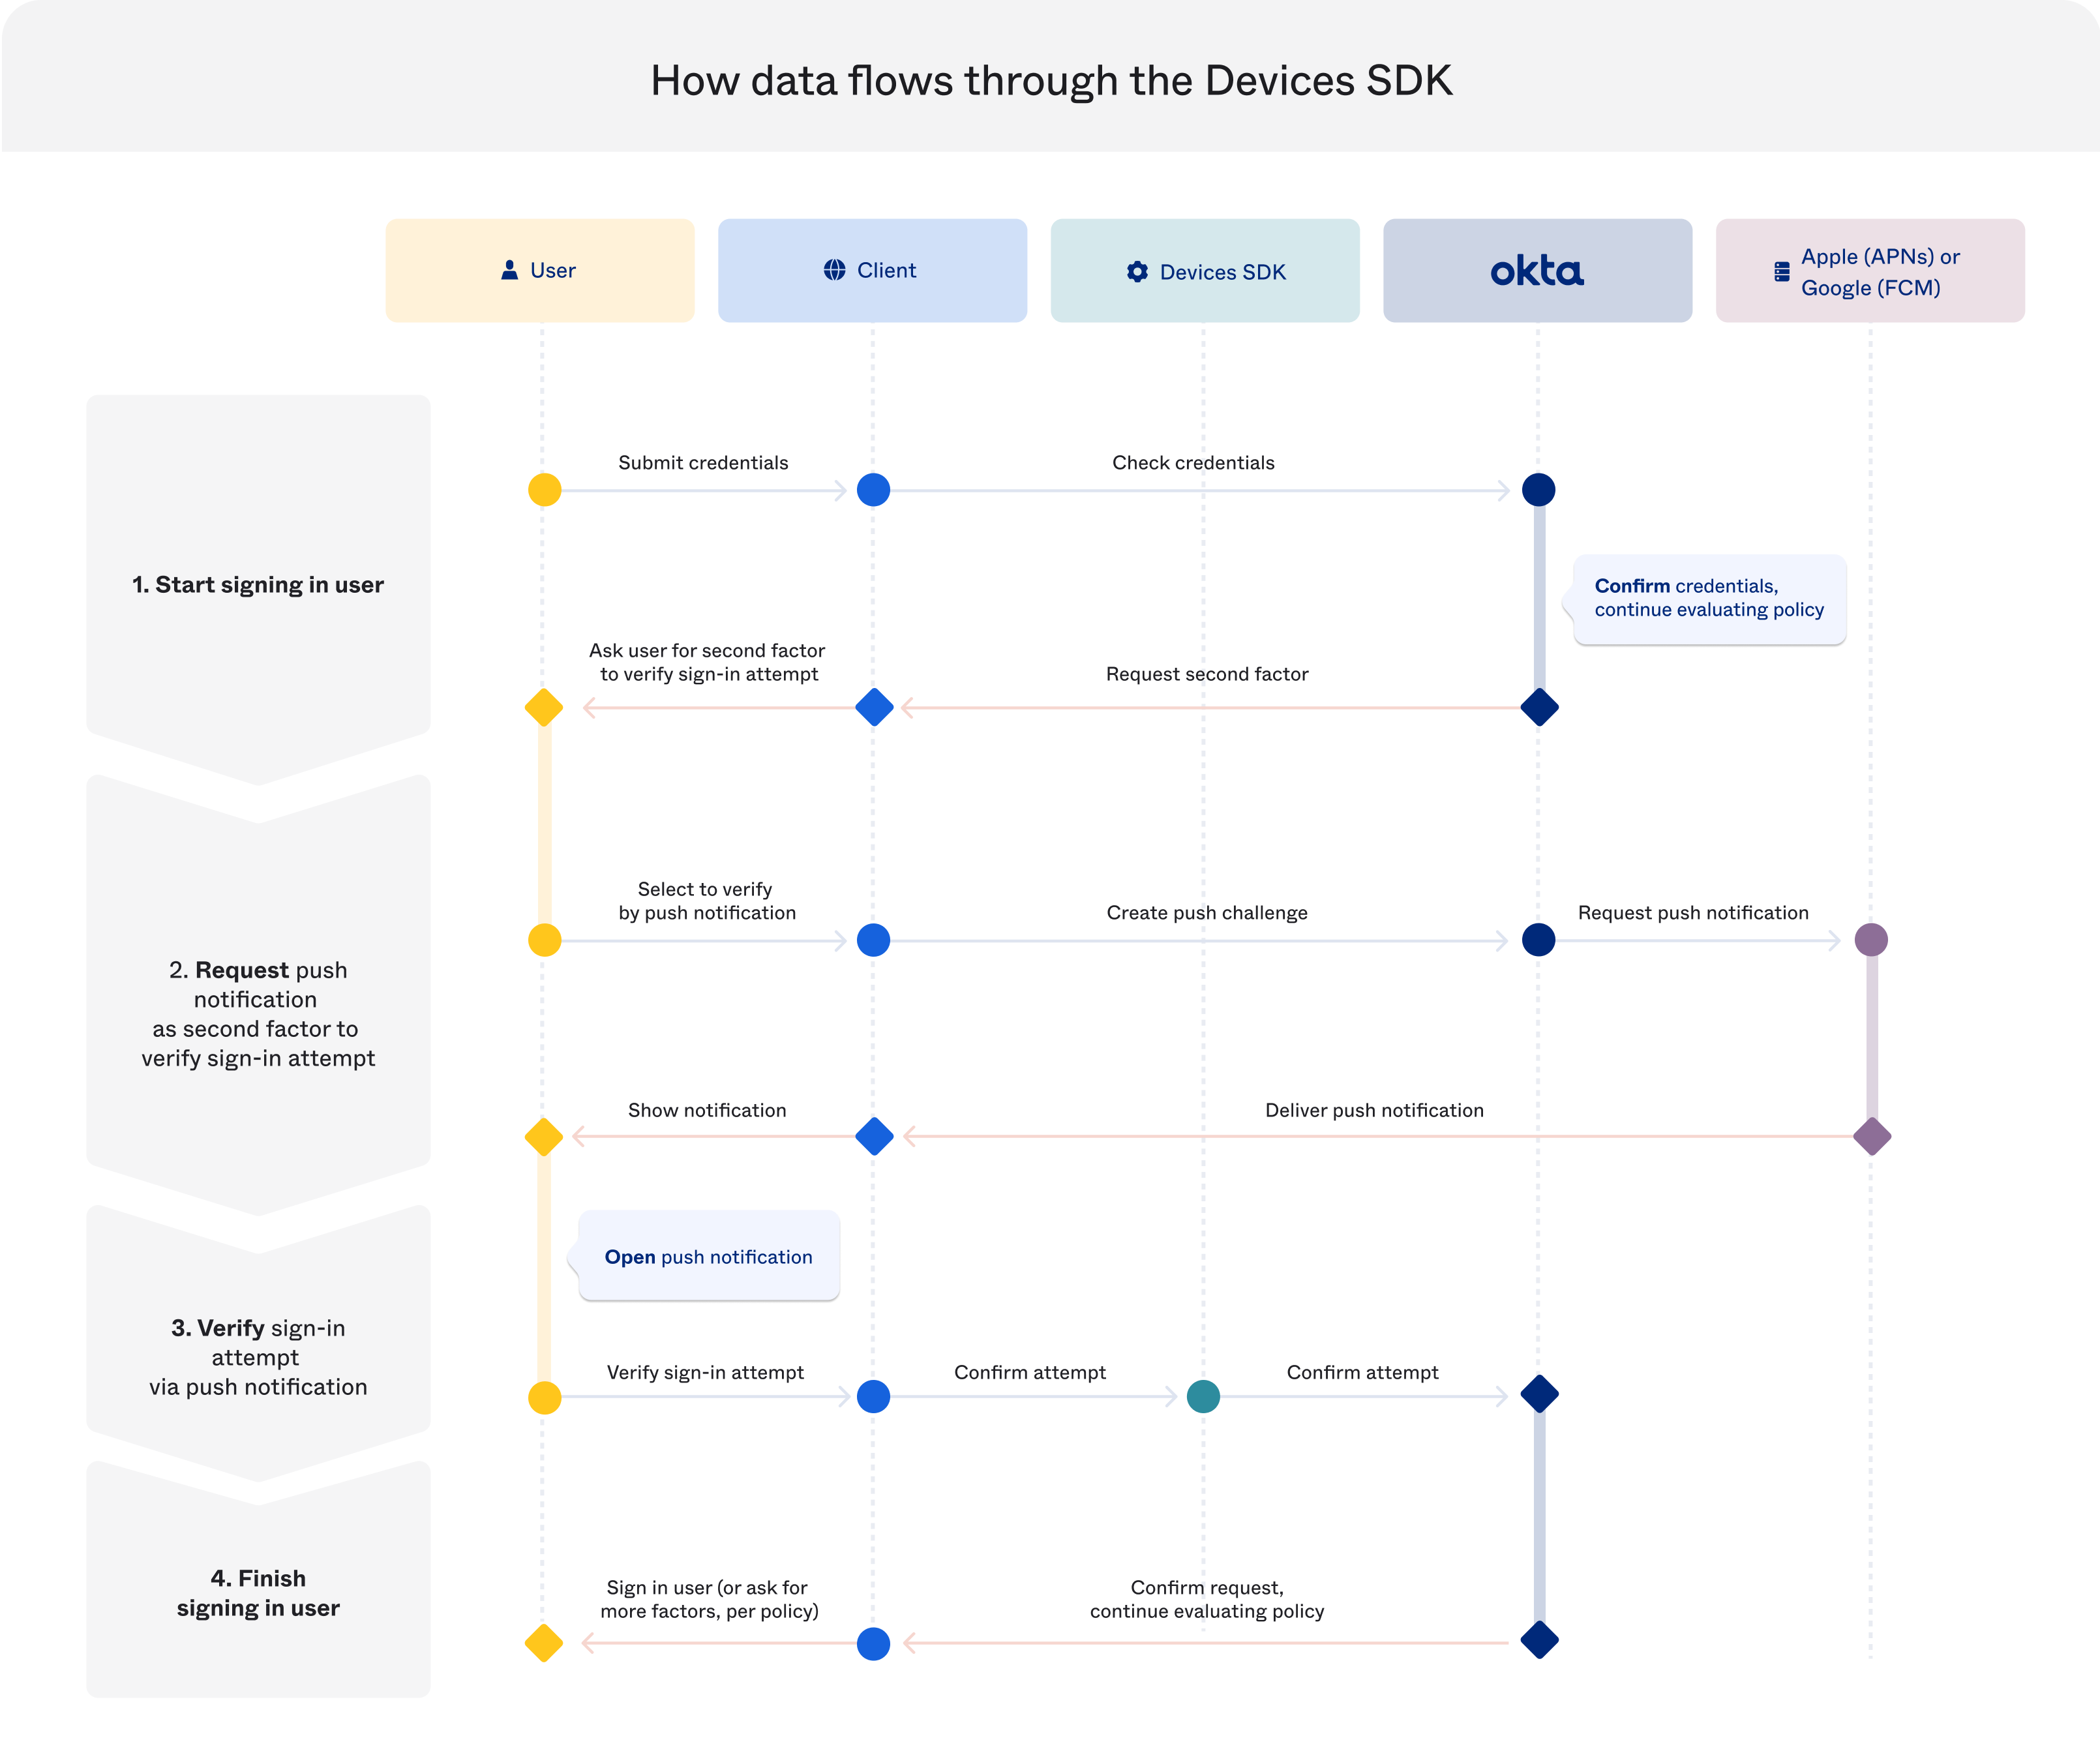 How data flows through the Devices SDK
User
Client
Devices SDK
okta
Apple (APNs) or
Google (FCM)
1. Start signing in user
Submit credentials
Check credentials
Confirm credentials,
continue evaluating policy
Ask user for second factor
to verify sign-in attempt
Request second factor
2. Request push
notification
as second factor to
verify sign-in attempt
Select to verify
by push notification
Create push challenge
Request push notification
Show notification
Deliver push notification
3. Verify sign-in
attempt
via push notification
Open push notification
Verify sign-in attempt
Confirm attempt
Confirm attempt
4. Finish
signing in user
Sign in user (or ask for
more factors, per policy)
Confirm request,
continue evaluating policy